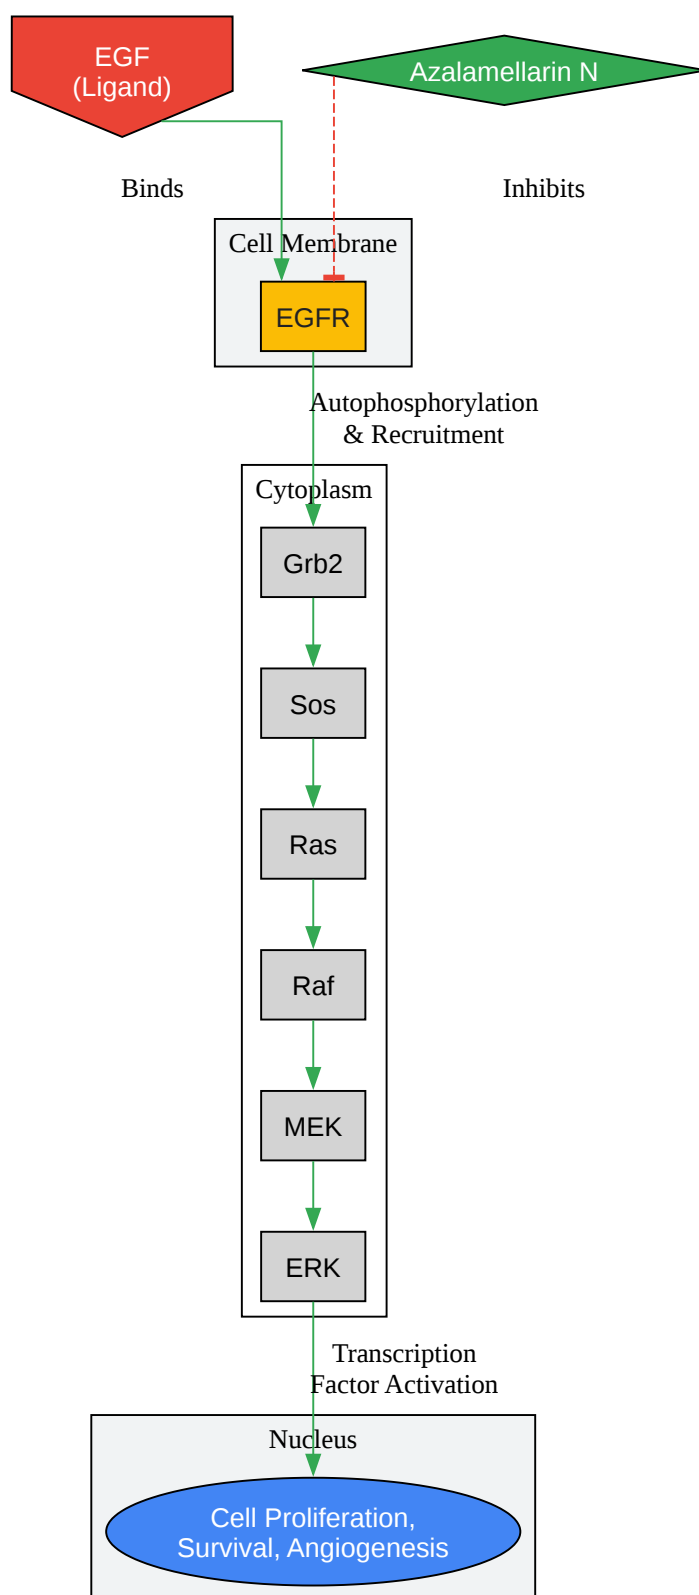 EGF
(Ligand)
Azalamellarin N
Binds
Inhibits
Cell Membrane
EGFR
Autophosphorylation
& Recruitment
Cytoplasm
Grb2
Sos
Ras
Raf
MEK
ERK
Transcription
Factor Activation
Nucleus
Cell Proliferation,
Survival, Angiogenesis